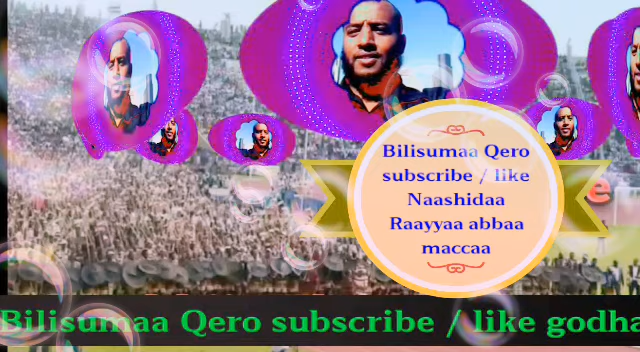 Bilisumaa Qero
subscribe / like
Naashidaa
Raayyaa abbaa
maccaa
e
Bilisumaa Qero subscribe / like godha